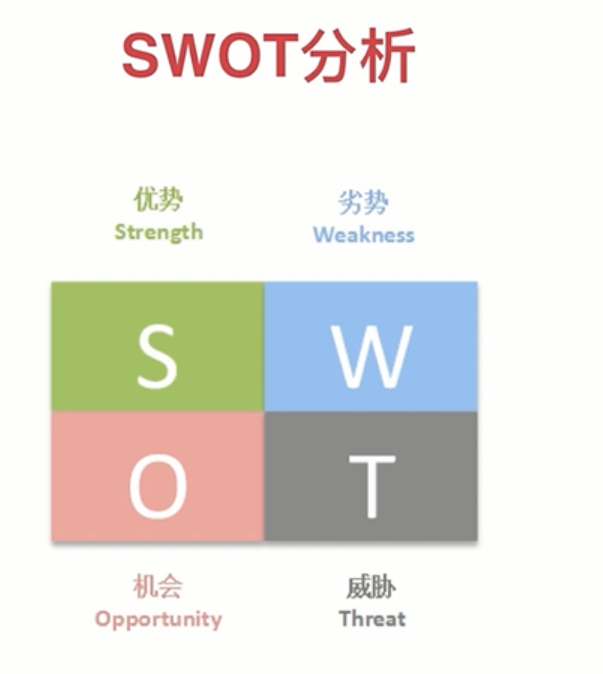 SWOT分析
优势
Strength
劣势
Weakness
S
W
O
T
机会
Opportunity
威胁
Threat